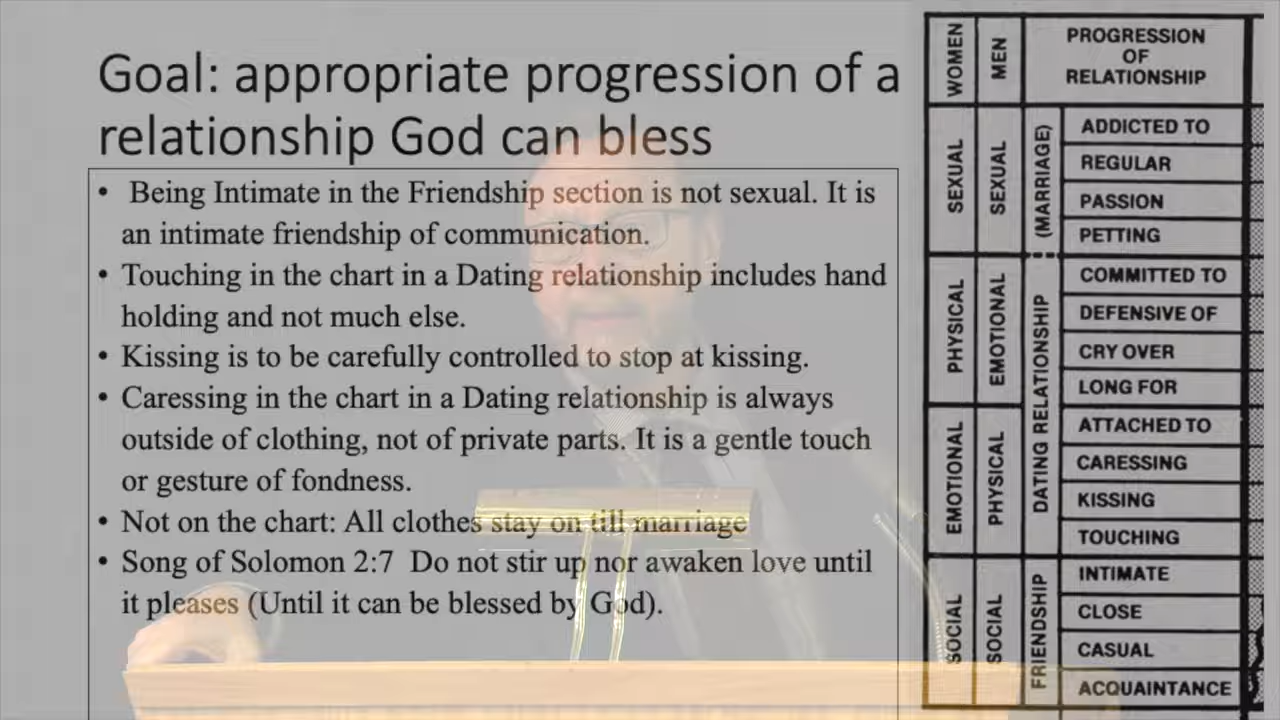 Goal: appropriate progression of a
relationship God can bless
• Being Intimate in the Friendship section is not sexual. It is
an intimate friendship of communication.
• Touching in the chart in a Dating relationship includes hand
holding and not much else.
• Kissing is to be carefully controlled to stop at kissing.
• Caressing in the chart in a Dating relationship is always
outside of clothing, not of private parts. It is a gentle touch
or gesture of fondness.
• Not on the chart: All clothes stay on till marriage
• Song of Solomon 2:7 Do not stir up nor awaken love until
it pleases (Until it can be blessed by God).
WOMEN
MEN
PROGRESSION
OF
RELATIONSHIP
SEXUAL
SEXUAL
(MARRIAGE)
ADDICTED TO
REGULAR
PASSION
PETTING
PHYSICAL
EMOTIONAL
DATING RELATIONSHIP
COMMITTED TO
DEFENSIVE OF
CRY OVER
LONG FOR
EMOTIONAL
PHYSICAL
ATTACHED TO
CARESSING
KISSING
TOUCHING
SOCIAL
SOCIAL
FRIENDSHIP
INTIMATE
CLOSE
CASUAL
ACQUAINTANCE